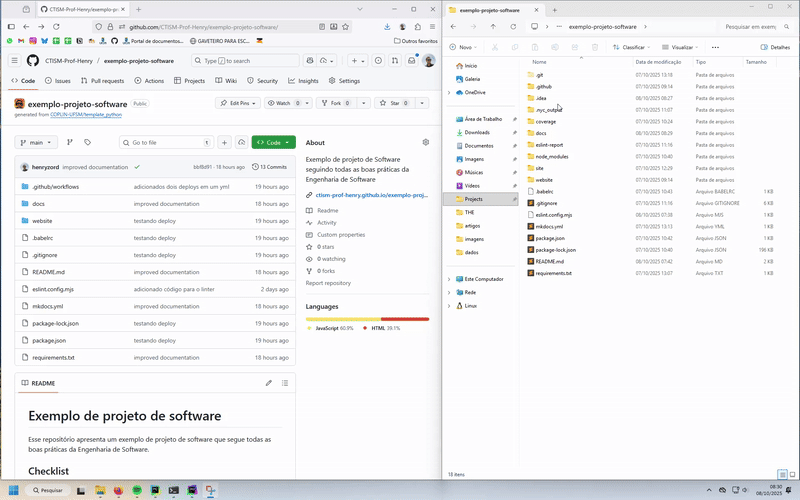 CTISM-Prof-Henry/exemplo-p
github.com/CTISM-Prof-Henry/exemplo-projeto-software/
Portal de documentos...
GAVETEIRO PARA ESC...
Outros favoritos
CTISM-Prof-Henry / exemplo-projeto-software
Type / to search
Code
Issues
Pull requests
Actions
Projects
Wiki
Security
Insights
Settings
exemplo-projeto-software Public
generated from COPLIN-UFSM/template_python
Edit Pins
Watch 0
Fork 0
Star 0
main
Go to file t
Code
henryzord improved documentation
bbf8d91 · 18 hours ago
13 Commits
.github/workflows adicionados dois deploys em um yml 19 hours ago
docs improved documentation 18 hours ago
website testando deploy 19 hours ago
.babelrc testando deploy 19 hours ago
.gitignore testando deploy 19 hours ago
README.md improved documentation 18 hours ago
eslint.config.mjs adicionado código para o linter 2 days ago
mkdocs.yml improved documentation 18 hours ago
package-lock.json testando deploy 19 hours ago
package.json testando deploy 19 hours ago
requirements.txt improved documentation 18 hours ago
README
Exemplo de projeto de software
Esse repositório apresenta um exemplo de projeto de software que segue todas as
boas práticas da Engenharia de Software.
Checklist
About
Exemplo de projeto de Software
seguindo todas as boas práticas da
Engenharia de Software
ctism-prof-henry.github.io/exemplo-proj...
Readme
Activity
Custom properties
0 stars
0 watching
0 forks
Report repository
Languages
JavaScript 60.9%
HTML 39.1%
exemplo-projeto-software
exemplo-projeto-software
Pesquisar em exemp
Novo
Classificar
Visualizar
Detalhes
Início
Galeria
OneDrive
Área de Trabalho
Downloads
Documentos
Imagens
Músicas
Vídeos
Projects
THE
artigos
imagens
dados
Este Computador
Rede
Linux
Nome Data de modificação Tipo Tamanho
.git 07/10/2025 13:18 Pasta de arquivos
.github 07/10/2025 09:14 Pasta de arquivos
.idea 08/10/2025 08:27 Pasta de arquivos
.nyc_output 07/10/2025 11:07 Pasta de arquivos
coverage 07/10/2025 10:24 Pasta de arquivos
docs 08/10/2025 08:29 Pasta de arquivos
eslint-report 07/10/2025 11:16 Pasta de arquivos
node_modules 07/10/2025 10:40 Pasta de arquivos
site 07/10/2025 12:29 Pasta de arquivos
website 07/10/2025 09:14 Pasta de arquivos
.babelrc 07/10/2025 10:40 Arquivo BABELRC 1 KB
.gitignore 07/10/2025 11:16 Arquivo GITIGNORE 9 KB
eslint.config.mjs 08/10/2025 07:38 Arquivo MJS 1 KB
mkdocs.yml 07/10/2025 13:13 Arquivo YML 1 KB
package.json 07/10/2025 10:40 Arquivo JSON 1 KB
package-lock.json 07/10/2025 10:40 Arquivo JSON 196 KB
README.md 08/10/2025 07:42 Arquivo MD 2 KB
requirements.txt 07/10/2025 13:07 Arquivo TXT 1 KB
18 itens
Pesquisar
08:30
08/10/2025